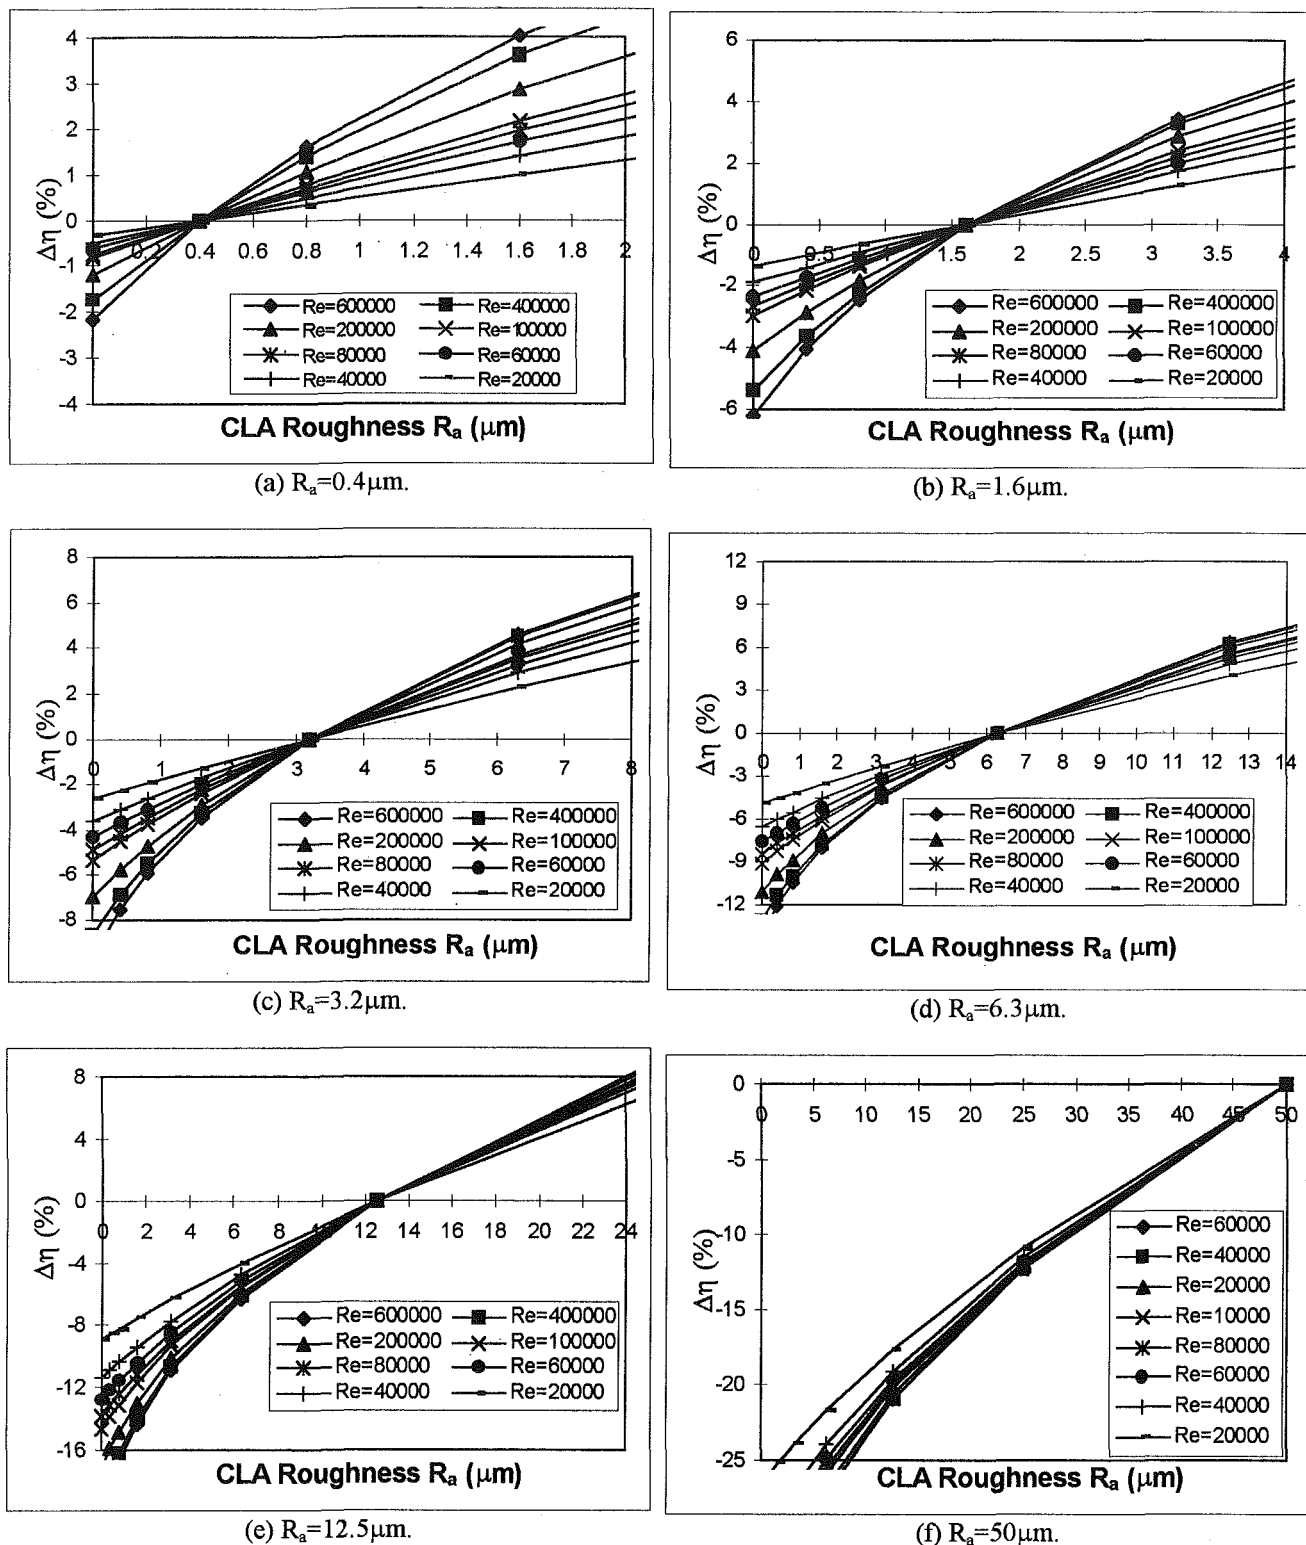 4
3
2
1
0
-1
-2
-3
-4
Δη (%)
0.2 0.4 0.6 0.8 1 1.2 1.4 1.6 1.8 2
Re=600000 Re=400000
Re=200000 Re=100000
Re=80000 Re=60000
Re=40000 Re=20000
CLA Roughness Ra (μm)
(a) Ra=0.4μm.
6
4
2
0
-2
-4
-6
Δη (%)
0 0.5 1 1.5 2 2.5 3 3.5 4
Re=600000 Re=400000
Re=200000 Re=100000
Re=80000 Re=60000
Re=40000 Re=20000
CLA Roughness Ra (μm)
(b) Ra=1.6μm.
8
6
4
2
0
-2
-4
-6
-8
Δη (%)
0 1 2 3 4 5 6 7 8
Re=600000 Re=400000
Re=200000 Re=100000
Re=80000 Re=60000
Re=40000 Re=20000
CLA Roughness Ra (μm)
(c) Ra=3.2μm.
12
9
6
3
0
-3
-6
-9
-12
Δη (%)
0 1 2 3 4 5 6 7 8 9 10 11 12 13 14
Re=600000 Re=400000
Re=200000 Re=100000
Re=80000 Re=60000
Re=40000 Re=20000
CLA Roughness Ra (μm)
(d) Ra=6.3μm.
8
4
0
-4
-8
-12
-16
Δη (%)
0 2 4 6 8 10 12 14 16 18 20 22 24
Re=600000 Re=400000
Re=200000 Re=100000
Re=80000 Re=60000
Re=40000 Re=20000
CLA Roughness Ra (μm)
(e) Ra=12.5μm.
0
-5
-10
-15
-20
-25
Δη (%)
0 5 10 15 20 25 30 35 40 45 50
Re=60000
Re=40000
Re=20000
Re=10000
Re=80000
Re=60000
Re=40000
Re=20000
CLA Roughness Ra (μm)
(f) Ra=50μm.